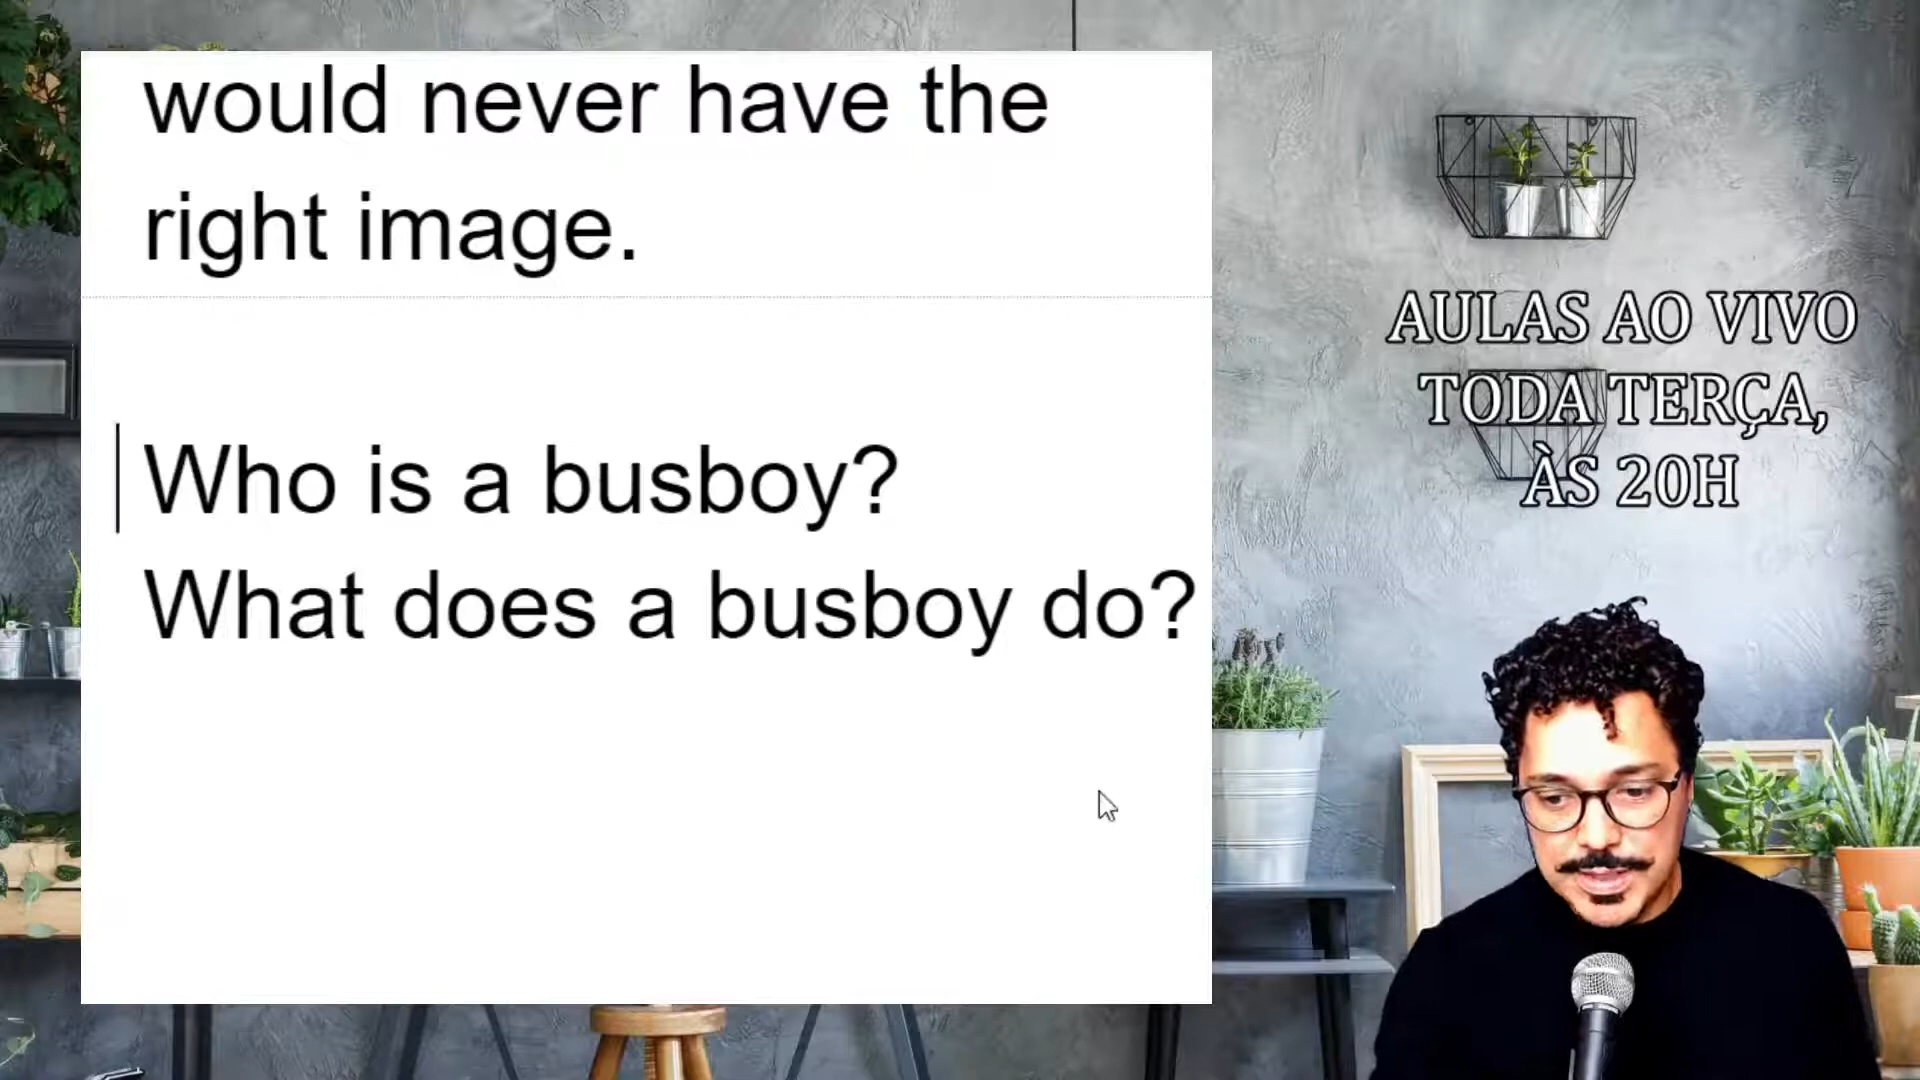 would never have the
right image.
Who is a busboy?
What does a busboy do?
AULAS AO VIVO
TODA TERÇA,
ÀS 20H